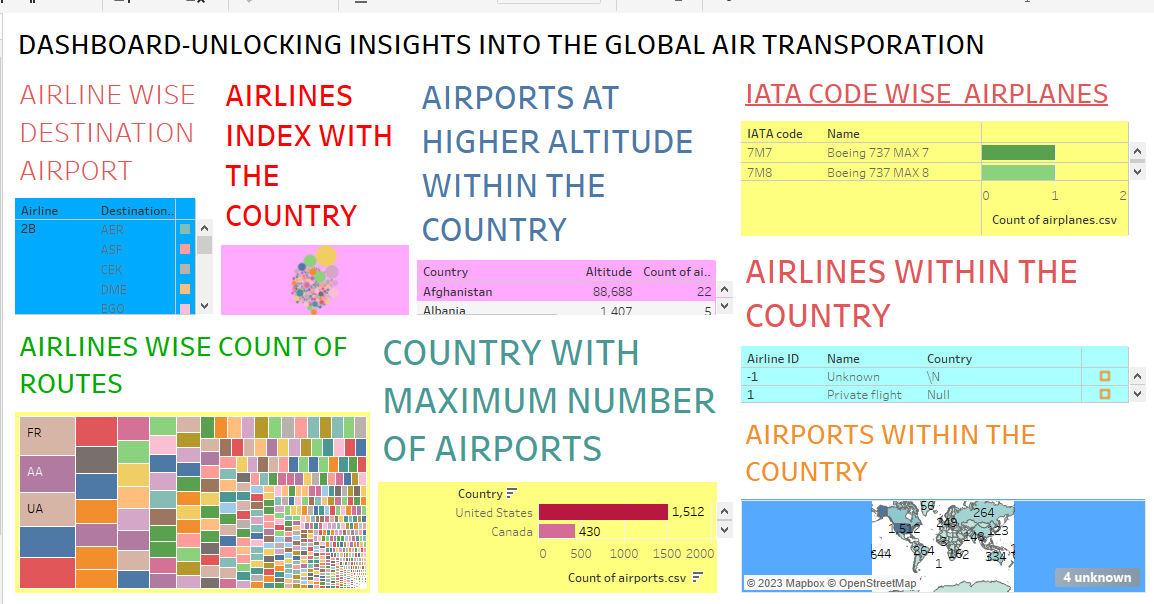 DASHBOARD-UNLOCKING INSIGHTS INTO THE GLOBAL AIR TRANSPORATION
AIRLINE WISE
DESTINATION
AIRPORT
Airline Destination..
2B AER
ASF
CEK
DME
EGO
AIRLINES
INDEX WITH
THE
COUNTRY
AIRPORTS AT
HIGHER ALTITUDE
WITHIN THE
COUNTRY
Country Altitude Count of ai..
Afghanistan 88,688 22
Albania 1,407 5
IATA CODE WISE AIRPLANES
IATA code Name
7M7 Boeing 737 MAX 7
7M8 Boeing 737 MAX 8
0 1 2
Count of airplanes.csv
AIRLINES WITHIN THE
COUNTRY
Airline ID Name Country
-1 Unknown \N
1 Private flight Null
AIRLINES WISE COUNT OF
ROUTES
FR
AA
UA
COUNTRY WITH
MAXIMUM NUMBER
OF AIRPORTS
Country
United States 1,512
Canada 430
0 500 1000 1500 2000
Count of airports.csv
AIRPORTS WITHIN THE
COUNTRY
56
264
1,512
249
148
123
544
264
162
334
1
© 2023 Mapbox © OpenStreetMap
4 unknown